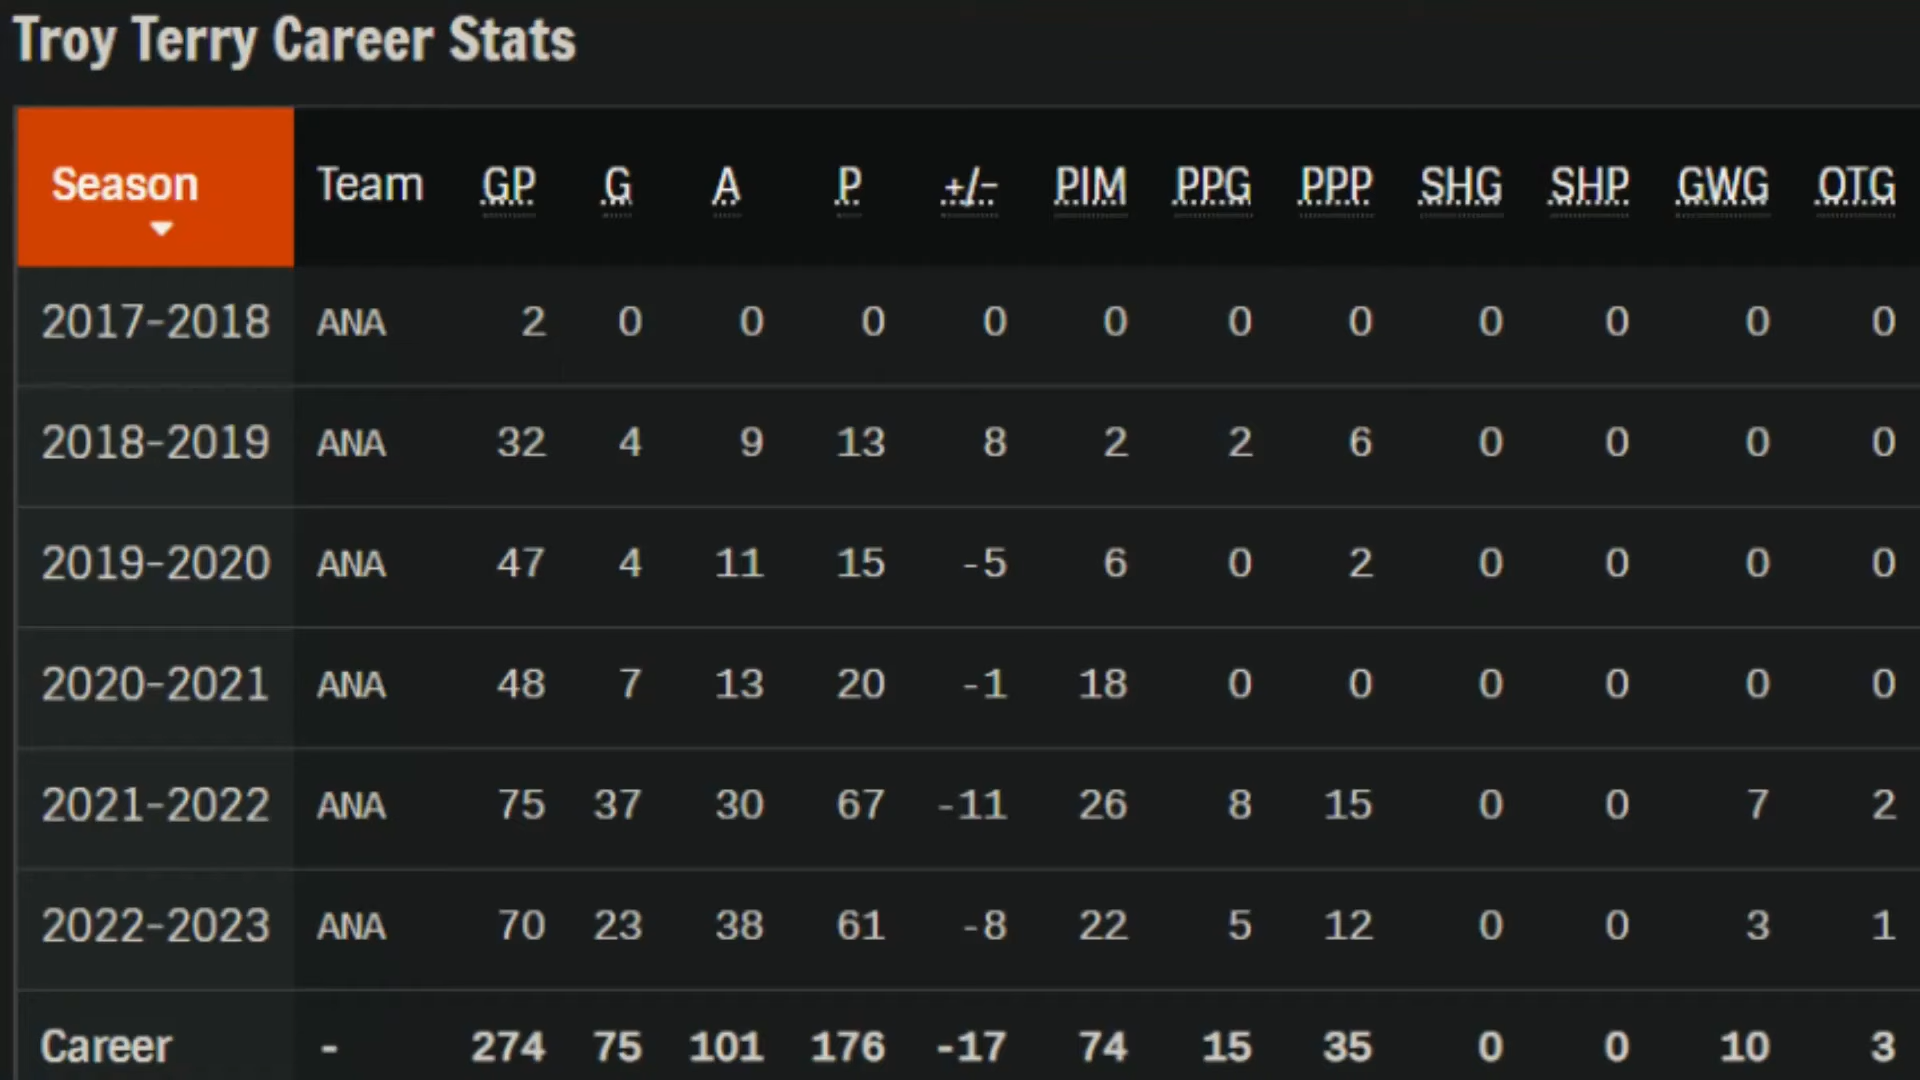 Troy Terry Career Stats
Season Team GP G A P +/- PIM PPG PPP SHG SHP GWG OTG
2017-2018 ANA 2 0 0 0 0 0 0 0 0 0 0 0
2018-2019 ANA 32 4 9 13 8 2 2 6 0 0 0 0
2019-2020 ANA 47 4 11 15 -5 6 0 2 0 0 0 0
2020-2021 ANA 48 7 13 20 -1 18 0 0 0 0 0 0
2021-2022 ANA 75 37 30 67 -11 26 8 15 0 0 7 2
2022-2023 ANA 70 23 38 61 -8 22 5 12 0 0 3 1
Career - 274 75 101 176 -17 74 15 35 0 0 10 3